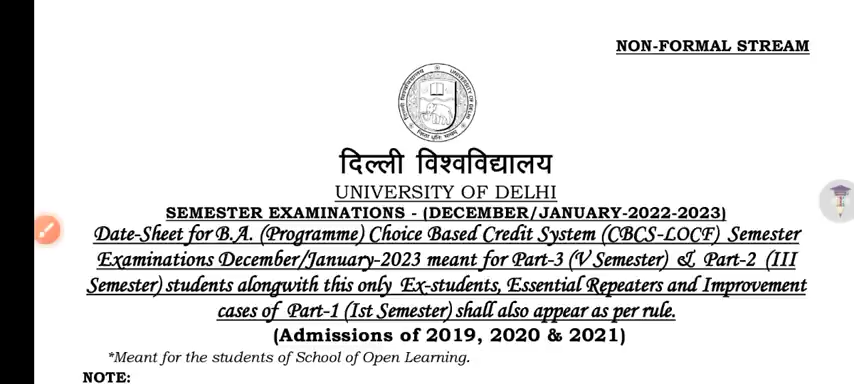 NON-FORMAL STREAM
दिल्ली विश्वविद्यालय
UNIVERSITY OF DELHI
SEMESTER EXAMINATIONS - (DECEMBER/JANUARY-2022-2023)
Date-Sheet for B.A. (Programme) Choice Based Credit System (CBCS-LOCF) Semester
Examinations December/January-2023 meant for Part-3 (V Semester) & Part-2 (III
Semester) students alongwith this only Ex-students, Essential Repeaters and Improvement
cases of Part-1 (Ist Semester) shall also appear as per rule.
(Admissions of 2019, 2020 & 2021)
*Meant for the students of School of Open Learning.
NOTE: